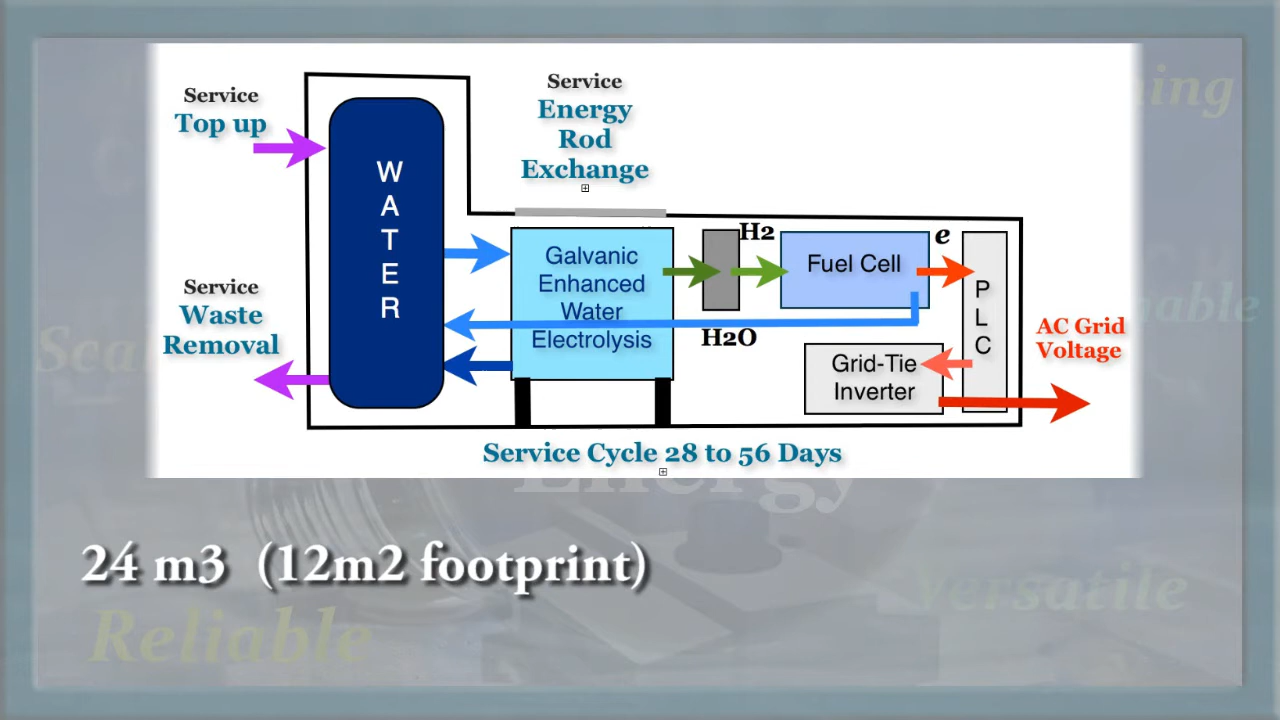 Service
Top up
Service
Energy
Rod
Exchange
W
A
T
E
R
Service
Waste
Removal
Galvanic
Enhanced
Water
Electrolysis
H2
Fuel Cell
e
P
L
C
H2O
Grid-Tie
Inverter
AC Grid
Voltage
Service Cycle 28 to 56 Days
Energy
24 m3 (12m2 footprint)
Versatile
Reliable